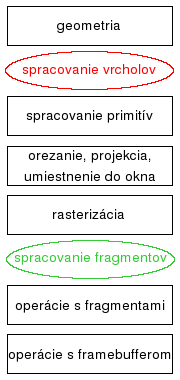 geometria
spracovanie vrcholov
spracovanie primitív
orezanie, projekcia,
umiestnenie do okna
rasterizácia
spracovanie fragmentov
operácie s fragmentami
operácie s framebufferom